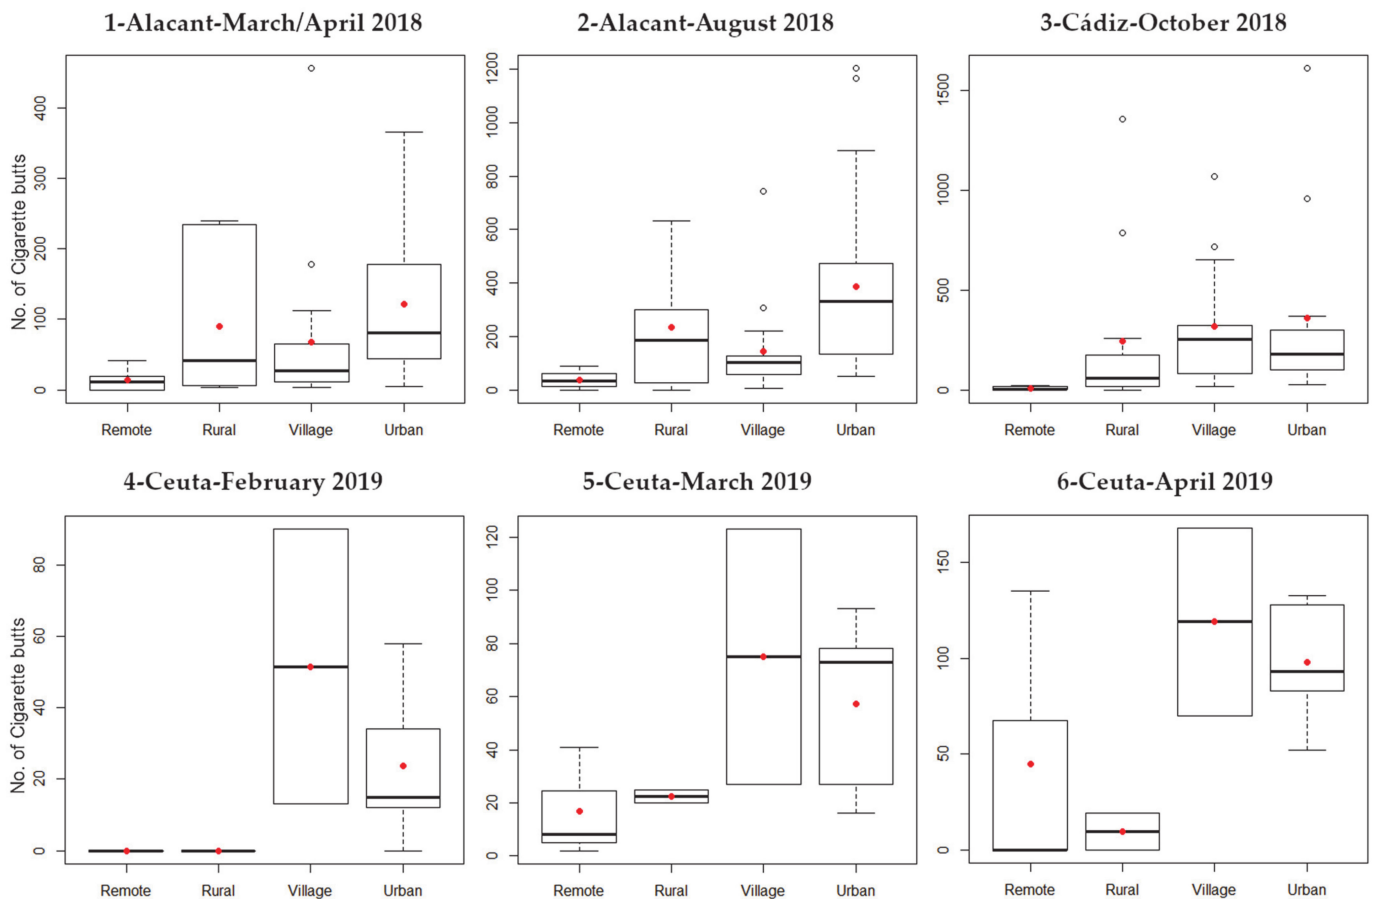 1-Alacant-March/April 2018
2-Alacant-August 2018
3-Cádiz-October 2018
No. of Cigarette butts
400
300
200
100
0
Remote Rural Village Urban
1200
1000
800
600
400
200
0
Remote Rural Village Urban
1500
1000
500
0
Remote Rural Village Urban
4-Ceuta-February 2019
5-Ceuta-March 2019
6-Ceuta-April 2019
No. of Cigarette butts
80
60
40
20
0
Remote Rural Village Urban
120
100
80
60
40
20
0
Remote Rural Village Urban
150
100
50
0
Remote Rural Village Urban